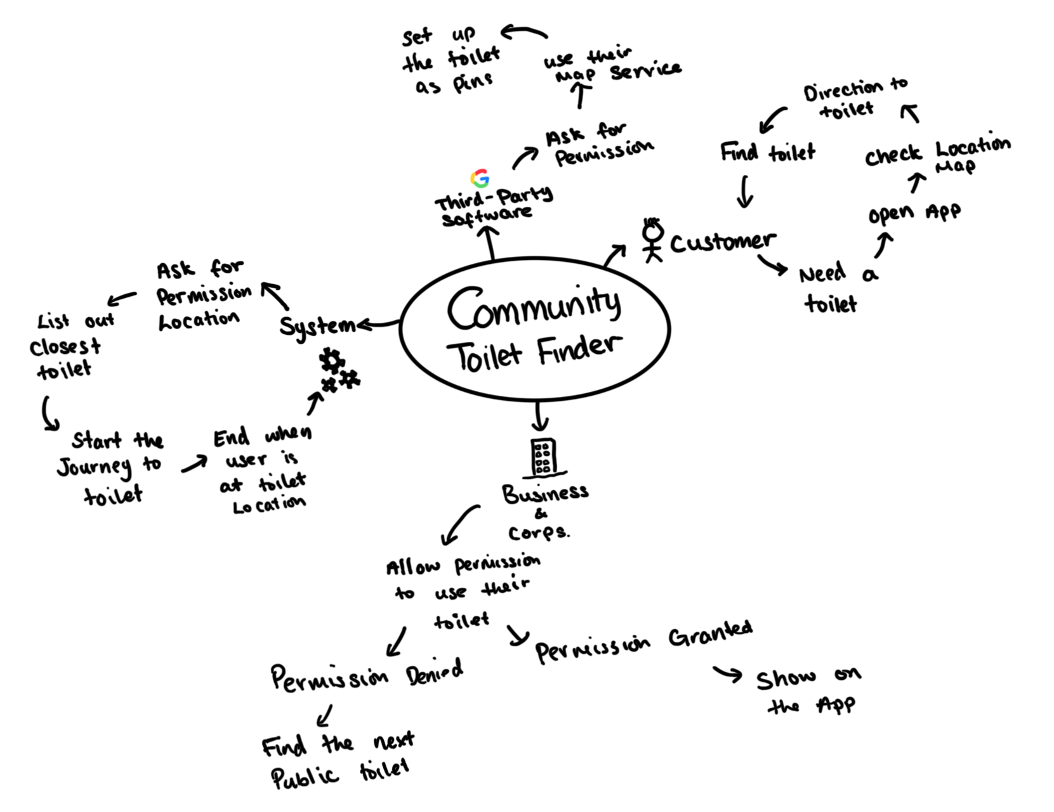 Set up
the toilet
as pins
use their
Map Service
Ask for
Permission
G
Third-Party
Software
Direction to
toilet
Find toilet
Check Location
Map
Open App
Customer
Need a
toilet
Community
Toilet Finder
System
Ask for
Permission
Location
List out
Closest
toilet
Start the
Journey to
toilet
End when
user is
at toilet
Location
Business
&
Corps.
Allow permission
to use their
toilet
Permission Denied
Find the next
Public toilet
Permission Granted
Show on
the App